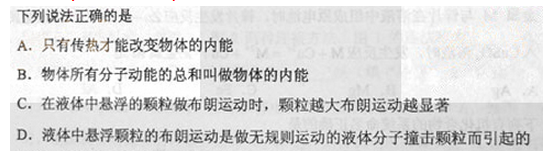 下列说法正确的是
A．只有传热才能改变物体的内能
B．物体所有分子动能的总和叫做物体的内能
C．在液体中悬浮的颗粒做布朗运动时，颗粒越大布朗运动越显著
D．液体中悬浮颗粒的布朗运动是做无规则运动的液体分子撞击颗粒而引起的